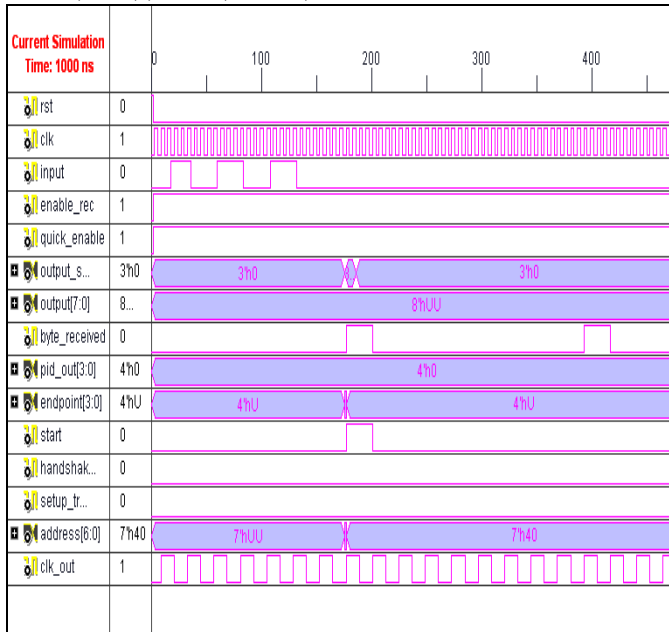 Current Simulation
Time: 1000 ns
0 100 200 300 400
rst 0
clk 1
input 0
enable_rec 1
quick_enable 1
output_s... 3'h0 3'h0 3'h0
output[7:0] 8... 8'hUU
byte_received 0
pid_out[3:0] 4'h0 4'h0
endpoint[3:0] 4'hU 4'hU 4'hU
start 0
handshak... 0
setup_tr... 0
address[6:0] 7'h40 7'hUU 7'h40
clk_out 1